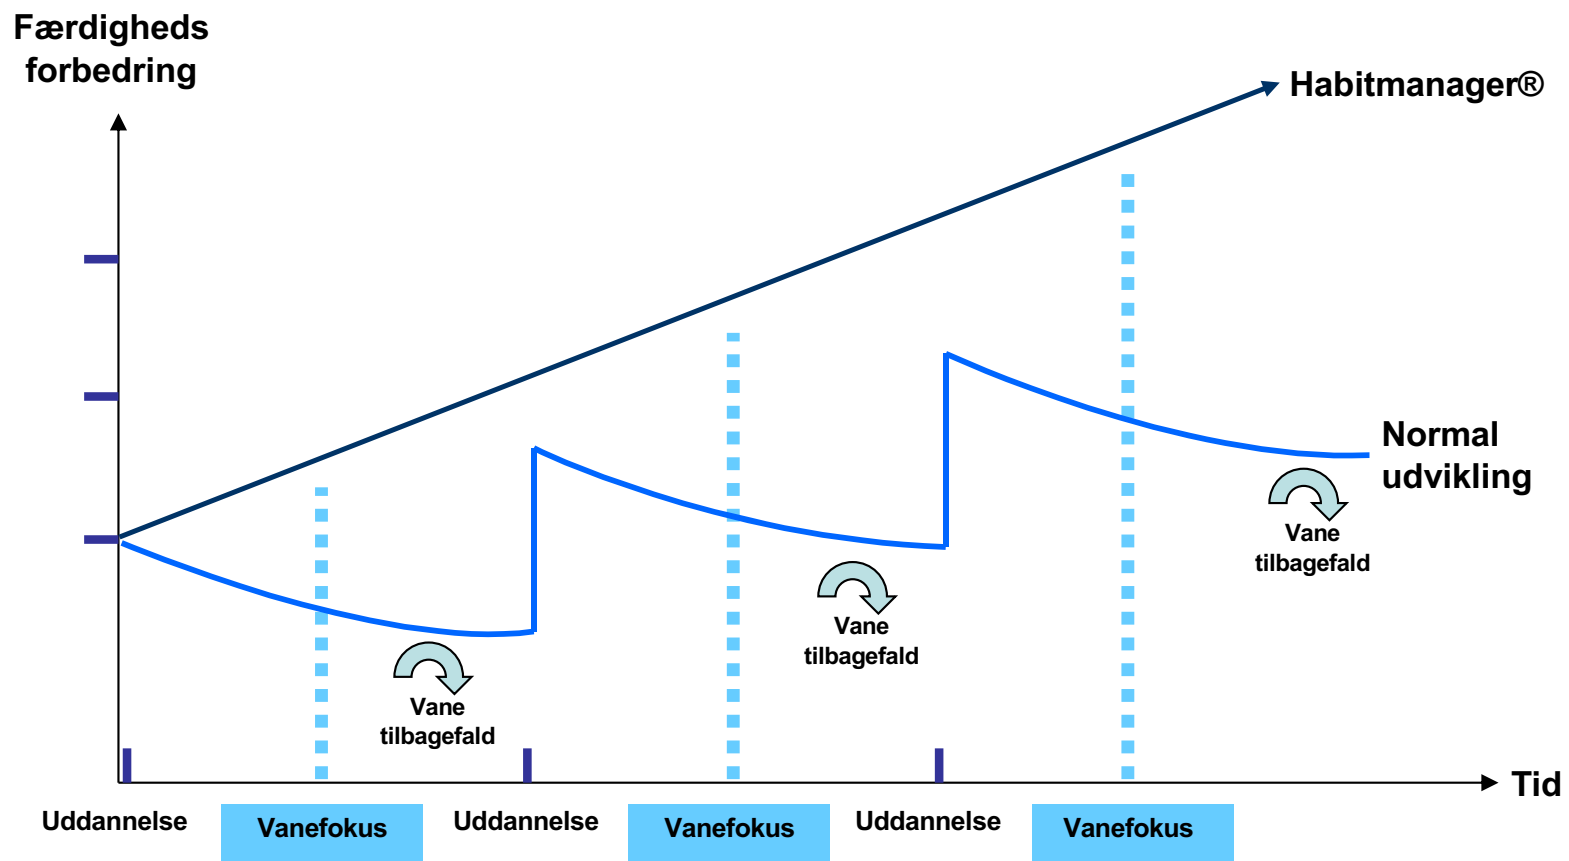 Færdigheds
forbedring
Habitmanager®
Normal
udvikling
Vane
tilbagefald
Vane
tilbagefald
Vane
tilbagefald
Tid
Uddannelse
Vanefokus
Uddannelse
Vanefokus
Uddannelse
Vanefokus